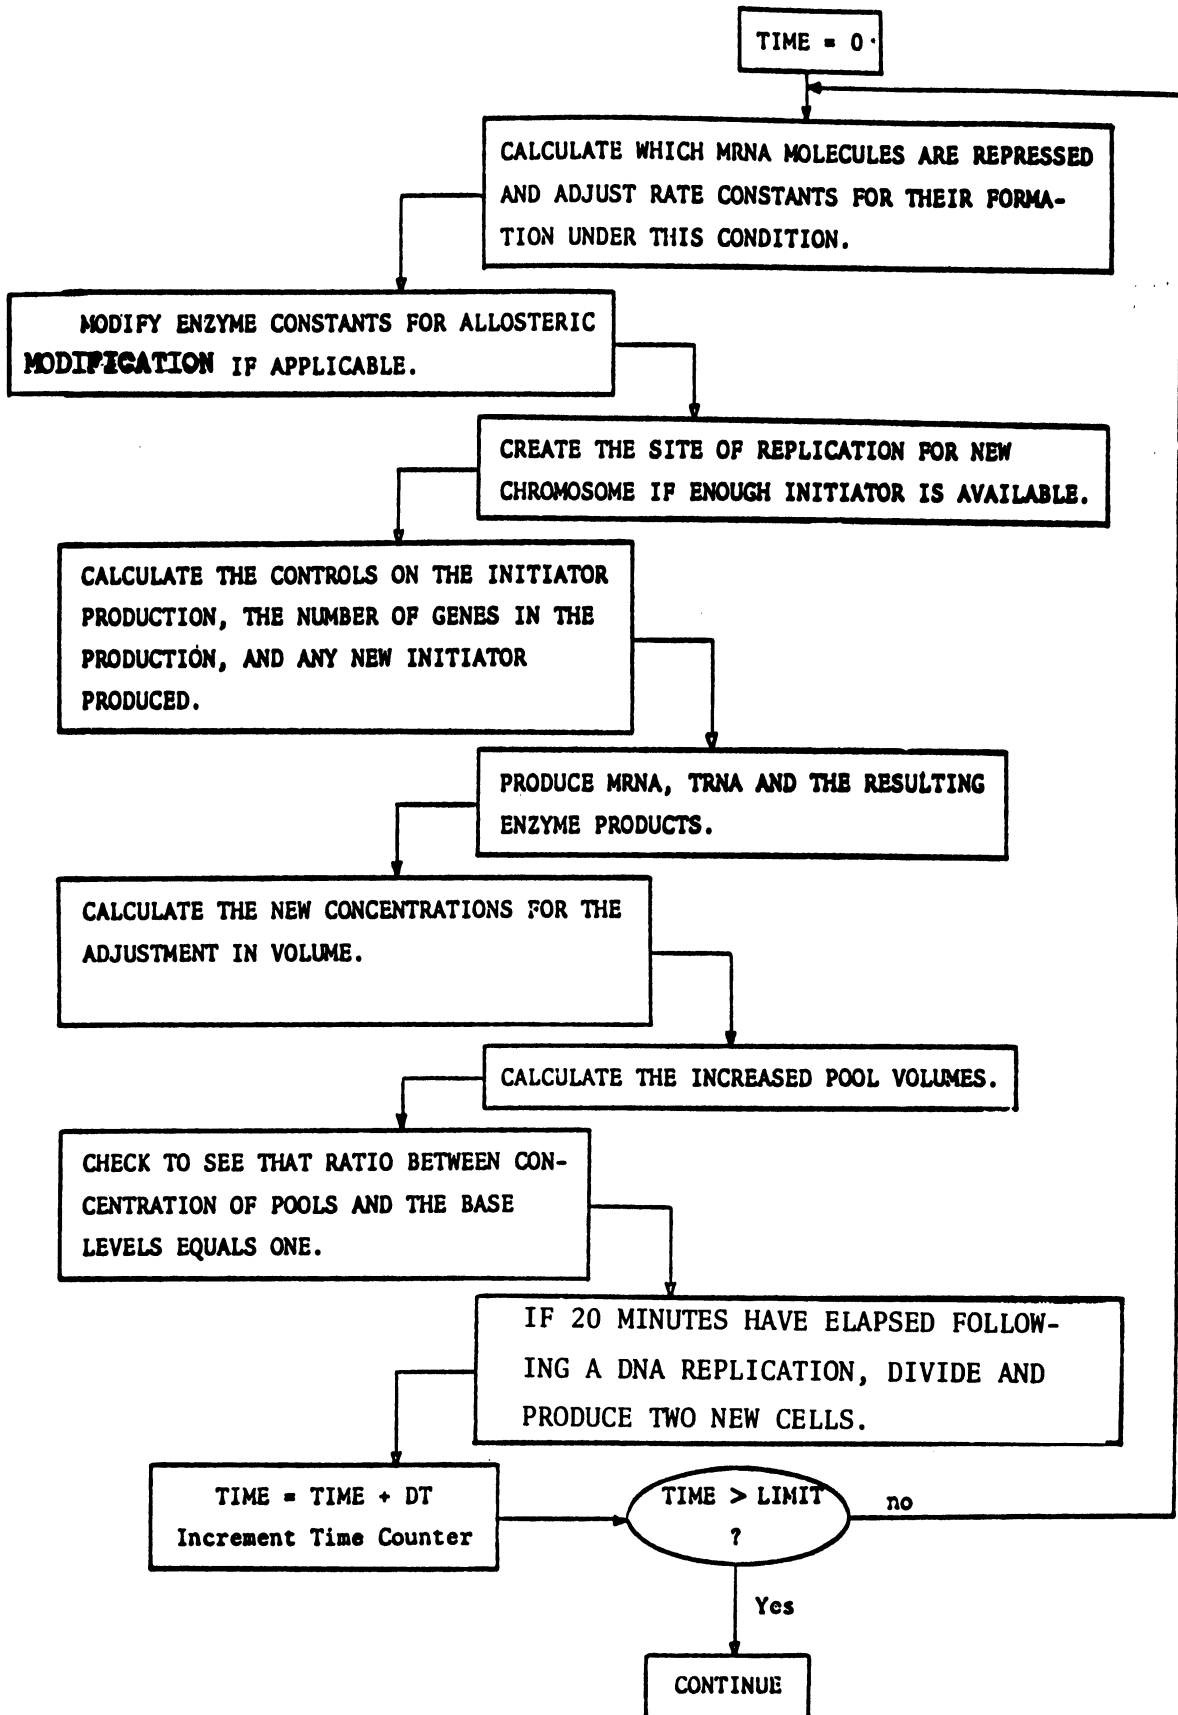 TIME = 0
CALCULATE WHICH MRNA MOLECULES ARE REPRESSED
AND ADJUST RATE CONSTANTS FOR THEIR FORMA-
TION UNDER THIS CONDITION.
MODIFY ENZYME CONSTANTS FOR ALLOSTERIC
MODIFICATION IF APPLICABLE.
CREATE THE SITE OF REPLICATION FOR NEW
CHROMOSOME IF ENOUGH INITIATOR IS AVAILABLE.
CALCULATE THE CONTROLS ON THE INITIATOR
PRODUCTION, THE NUMBER OF GENES IN THE
PRODUCTION, AND ANY NEW INITIATOR
PRODUCED.
PRODUCE MRNA, TRNA AND THE RESULTING
ENZYME PRODUCTS.
CALCULATE THE NEW CONCENTRATIONS FOR THE
ADJUSTMENT IN VOLUME.
CALCULATE THE INCREASED POOL VOLUMES.
CHECK TO SEE THAT RATIO BETWEEN CON-
CENTRATION OF POOLS AND THE BASE
LEVELS EQUALS ONE.
IF 20 MINUTES HAVE ELAPSED FOLLOW-
ING A DNA REPLICATION, DIVIDE AND
PRODUCE TWO NEW CELLS.
TIME = TIME + DT
Increment Time Counter
TIME > LIMIT
?
no
Yes
CONTINUE